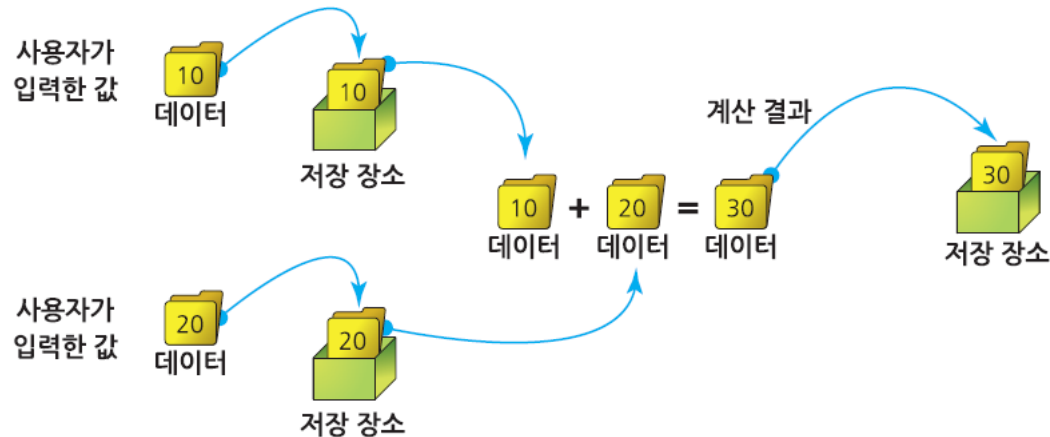 사용자가
입력한 값
10
데이터
10
저장 장소
10 + 20 = 30
데이터 데이터 데이터
계산 결과
30
저장 장소
사용자가
입력한 값
20
데이터
20
저장 장소